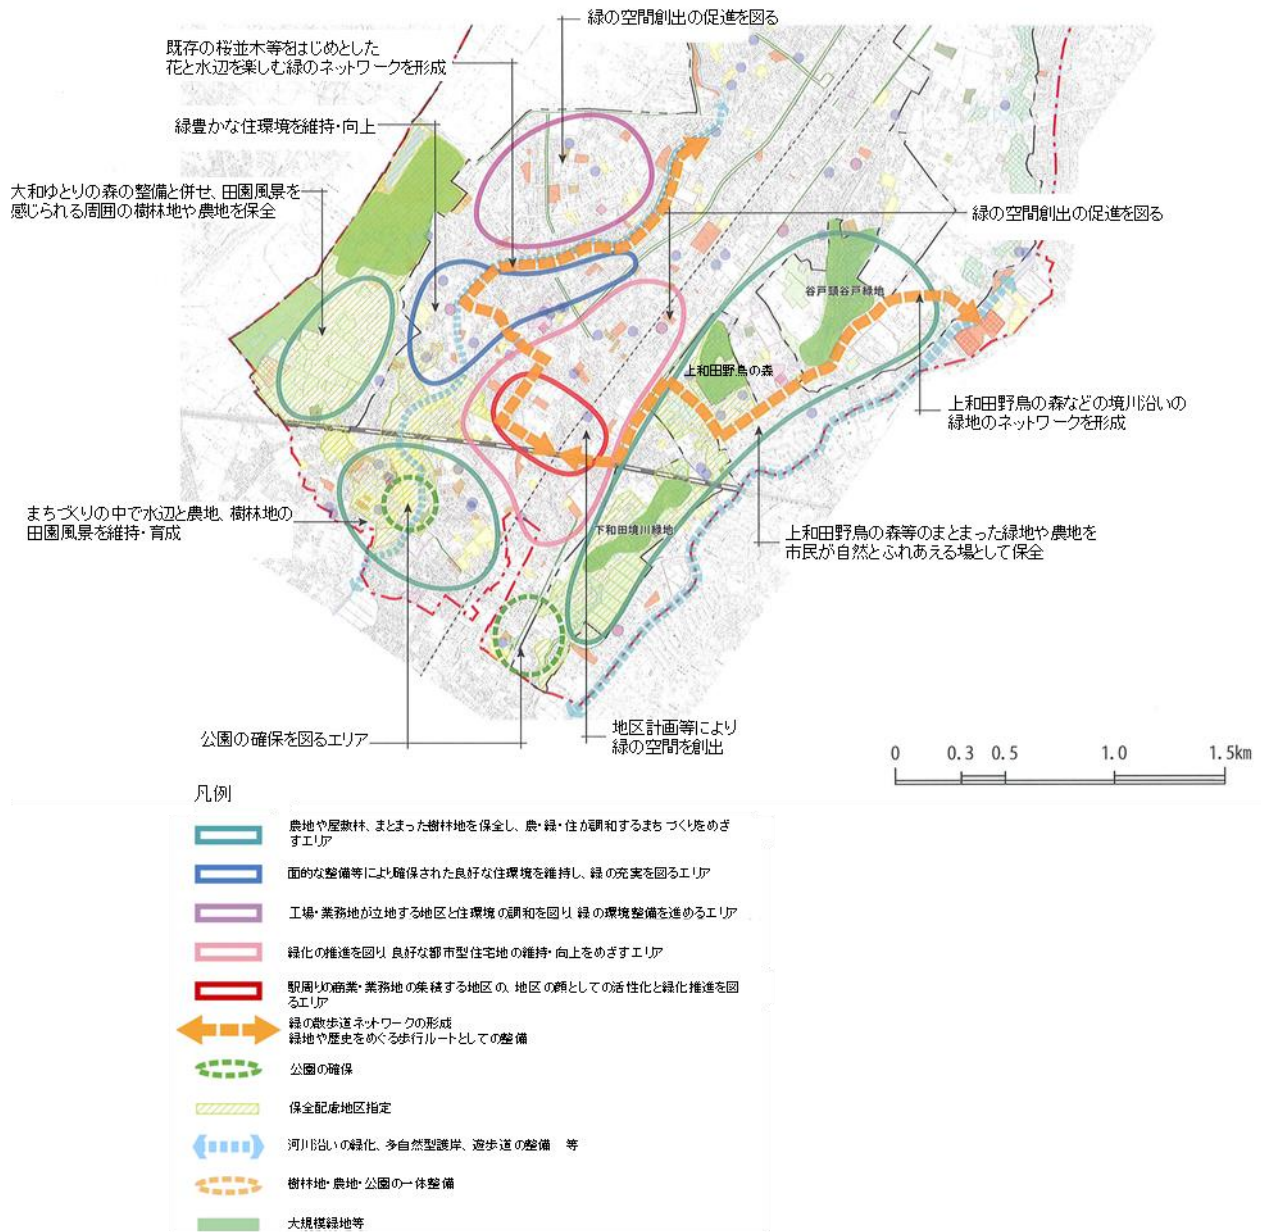 緑の空間創出の促進を図る
既存の桜並木等をはじめとした
花と水辺を楽しむ緑のネットワークを形成
緑豊かな住環境を維持・向上
大和ゆとりの森の整備と併せ、田園風景を
感じられる周囲の樹林地や農地を保全
緑の空間創出の促進を図る
谷戸頭谷戸緑地
上和田野鳥の森
上和田野鳥の森などの境川沿いの
緑地のネットワークを形成
まちづくりの中で水辺と農地、樹林地の
田園風景を維持・育成
下和田境川緑地
上和田野鳥の森等のまとまった緑地や農地を
市民が自然とふれあえる場として保全
公園の確保を図るエリア
地区計画等により
緑の空間を創出
0 0.3 0.5 1.0 1.5km
凡例
農地や屋敷林、まとまった樹林地を保全し、農・緑・住が調和するまちづくりをめざ
すエリア
面的な整備等により確保された良好な住環境を維持し、緑の充実を図るエリア
工場・業務地が立地する地区と住環境の調和を図り、緑の環境整備を進めるエリア
緑化の推進を図り、良好な都市型住宅地の維持・向上をめざすエリア
駅周りの商業・業務地の集積する地区の、地区の顔としての活性化と緑化推進を図
るエリア
緑の散歩道ネットワークの形成
緑地や歴史をめぐる歩行ルートとしての整備
公園の確保
保全配慮地区指定
河川沿いの緑化、多自然型護岸、遊歩道の整備 等
樹林地・農地・公園の一体整備
大規模緑地等